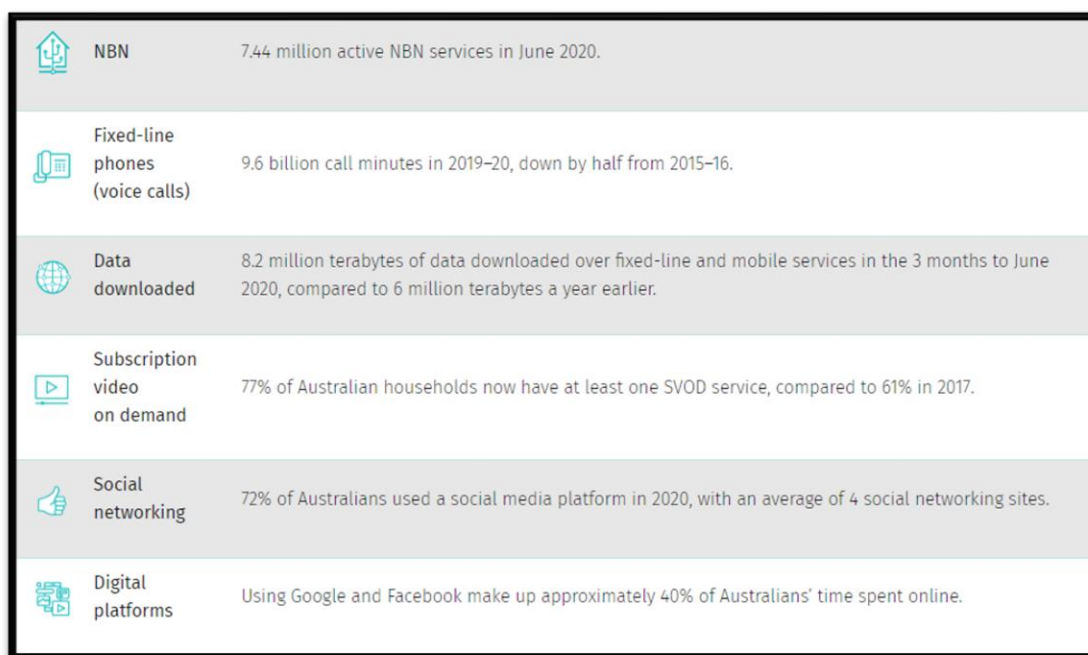 NBN
7.44 million active NBN services in June 2020.
Fixed-line
phones
(voice calls)
9.6 billion call minutes in 2019–20, down by half from 2015–16.
Data
downloaded
8.2 million terabytes of data downloaded over fixed-line and mobile services in the 3 months to June
2020, compared to 6 million terabytes a year earlier.
Subscription
video
on demand
77% of Australian households now have at least one SVOD service, compared to 61% in 2017.
Social
networking
72% of Australians used a social media platform in 2020, with an average of 4 social networking sites.
Digital
platforms
Using Google and Facebook make up approximately 40% of Australians’ time spent online.